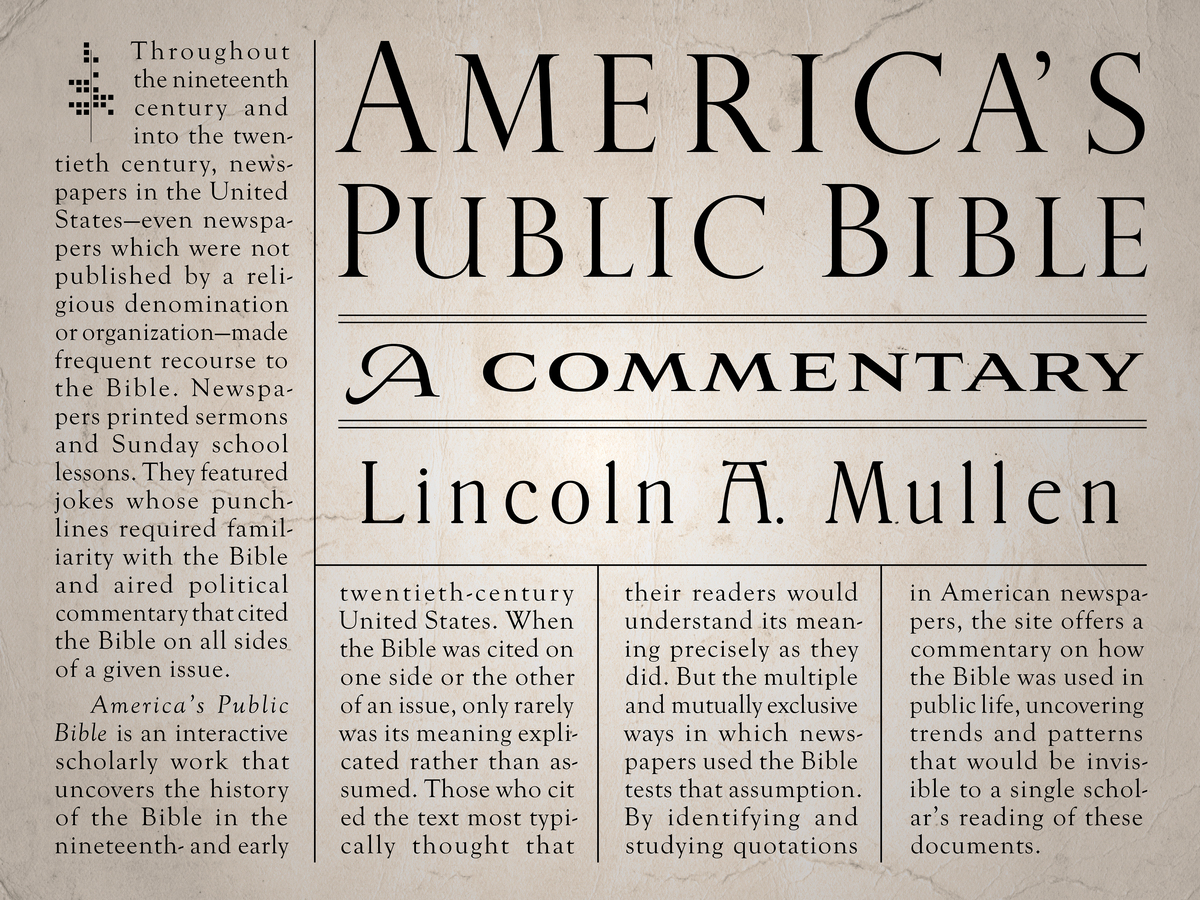 Throughout
the nineteenth
century and
into the twen-
tieth century, news-
papers in the United
States—even newspa-
pers which were not
published by a reli-
gious denomination
or organization—made
frequent recourse to
the Bible. Newspa-
pers printed sermons
and Sunday school
lessons. They featured
jokes whose punch-
lines required famil-
iarity with the Bible
and aired political
commentary that cited
the Bible on all sides
of a given issue.
America's Public
Bible is an interactive
scholarly work that
uncovers the history
of the Bible in the
nineteenth- and early
AMERICA'S
PUBLIC BIBLE
A COMMENTARY
Lincoln A. Mullen
twentieth-century
United States. When
the Bible was cited on
one side or the other
of an issue, only rarely
was its meaning expli-
cated rather than as-
sumed. Those who cit
ed the text most typi-
cally thought that
their readers would
understand its mean-
ing precisely as they
did. But the multiple
and mutually exclusive
ways in which news-
papers used the Bible
tests that assumption.
By identifying and
studying quotations
in American newspa-
pers, the site offers a
commentary on how
the Bible was used in
public life, uncovering
trends and patterns
that would be invis-
ible to a single schol-
ar's reading of these
documents.